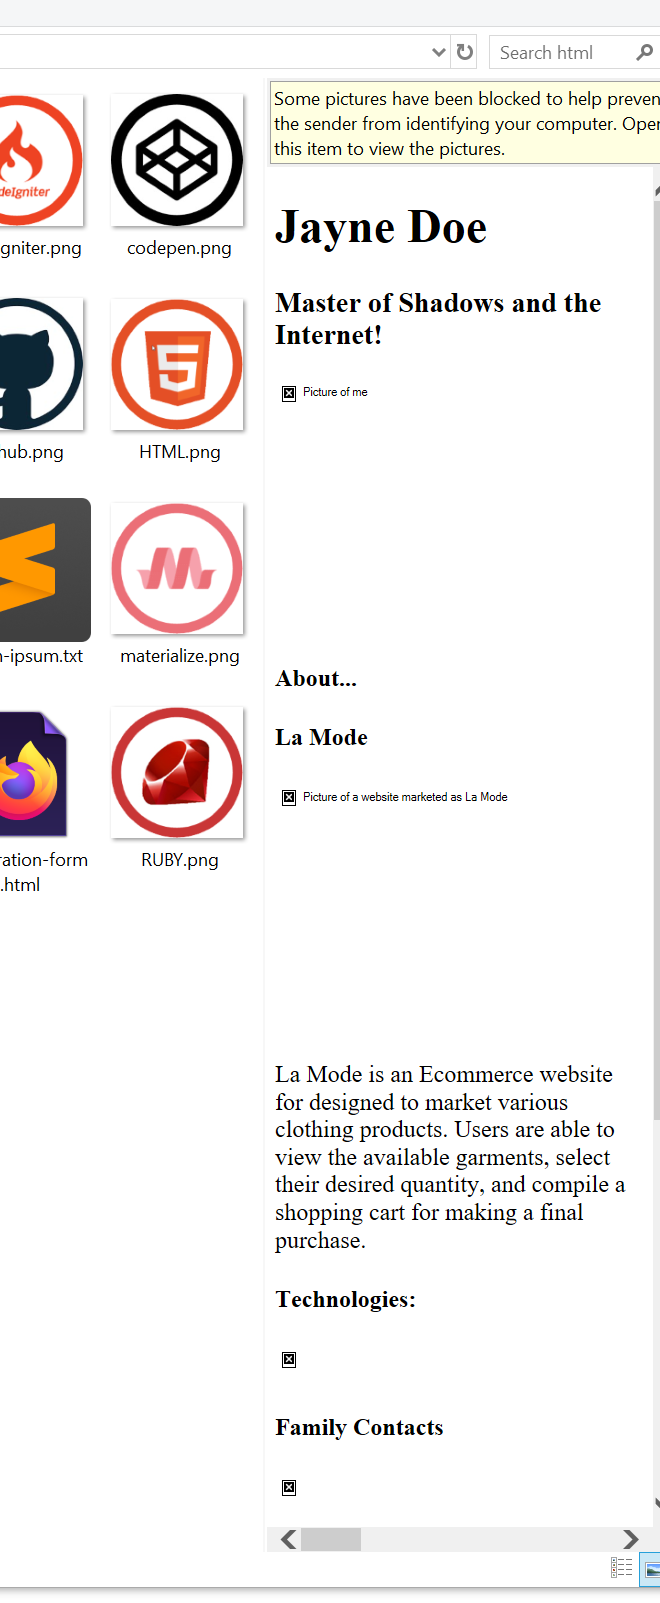 Search html
Some pictures have been blocked to help preven
the sender from identifying your computer. Oper
this item to view the pictures.
deIgniter
gniter.png
codepen.png
hub.png
HTML.png
-ipsum.txt
materialize.png
ration-form
.html
RUBY.png
Jayne Doe
Master of Shadows and the
Internet!
Picture of me
About...
La Mode
Picture of a website marketed as La Mode
La Mode is an Ecommerce website
for designed to market various
clothing products. Users are able to
view the available garments, select
their desired quantity, and compile a
shopping cart for making a final
purchase.
Technologies:
Family Contacts